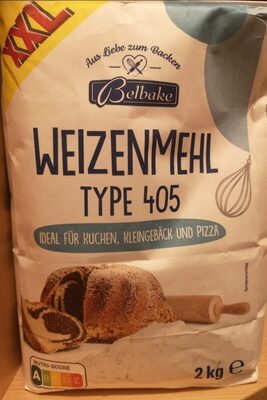 XXL
Aus Liebe zum Backen
Belbake
WEIZENMEHL
TYPE 405
IDEAL FÜR KUCHEN, KLEINGEBÄCK UND PIZZA
NUTRI-SCORE
A
2 kg e